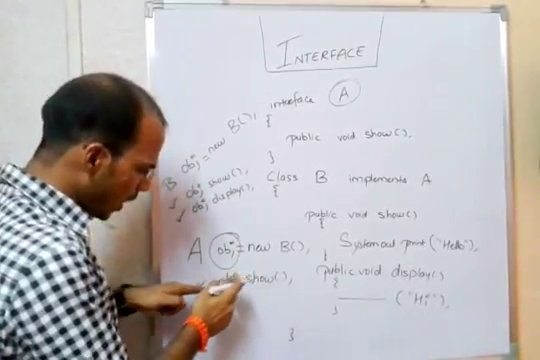 INTERFACE
interface A
{
public void show();
}
Class B implements A
{
public void show()
{
System.out.print("Hello");
}
public void display()
{
("Hi");
}
}
B obj = new B();
✓ obj.show();
✓ obj.display();
A obj = new B();
obj.show();